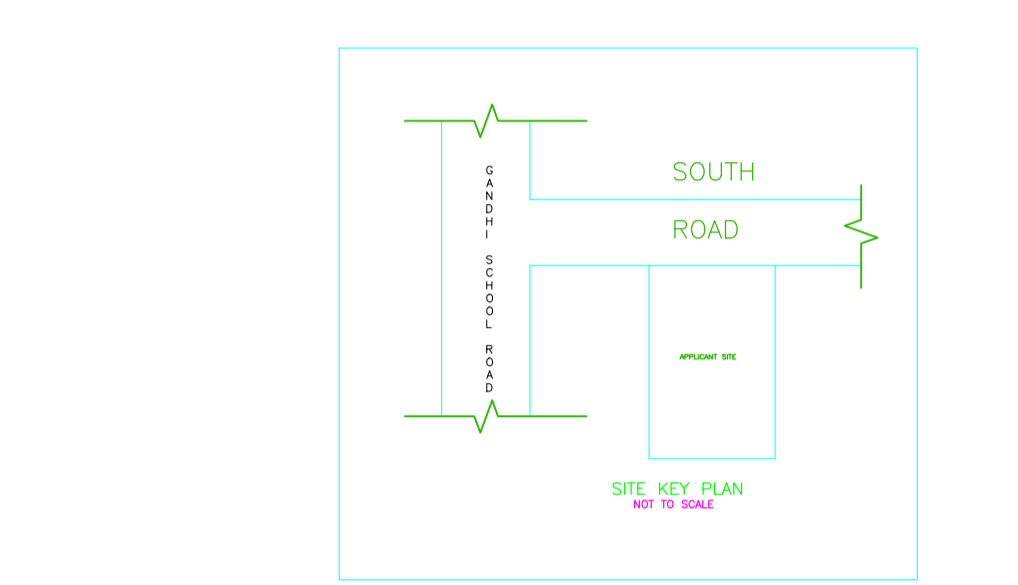 GANDHI SCHOOL ROAD
SOUTH
ROAD
APPLICANT SITE
SITE KEY PLAN
NOT TO SCALE